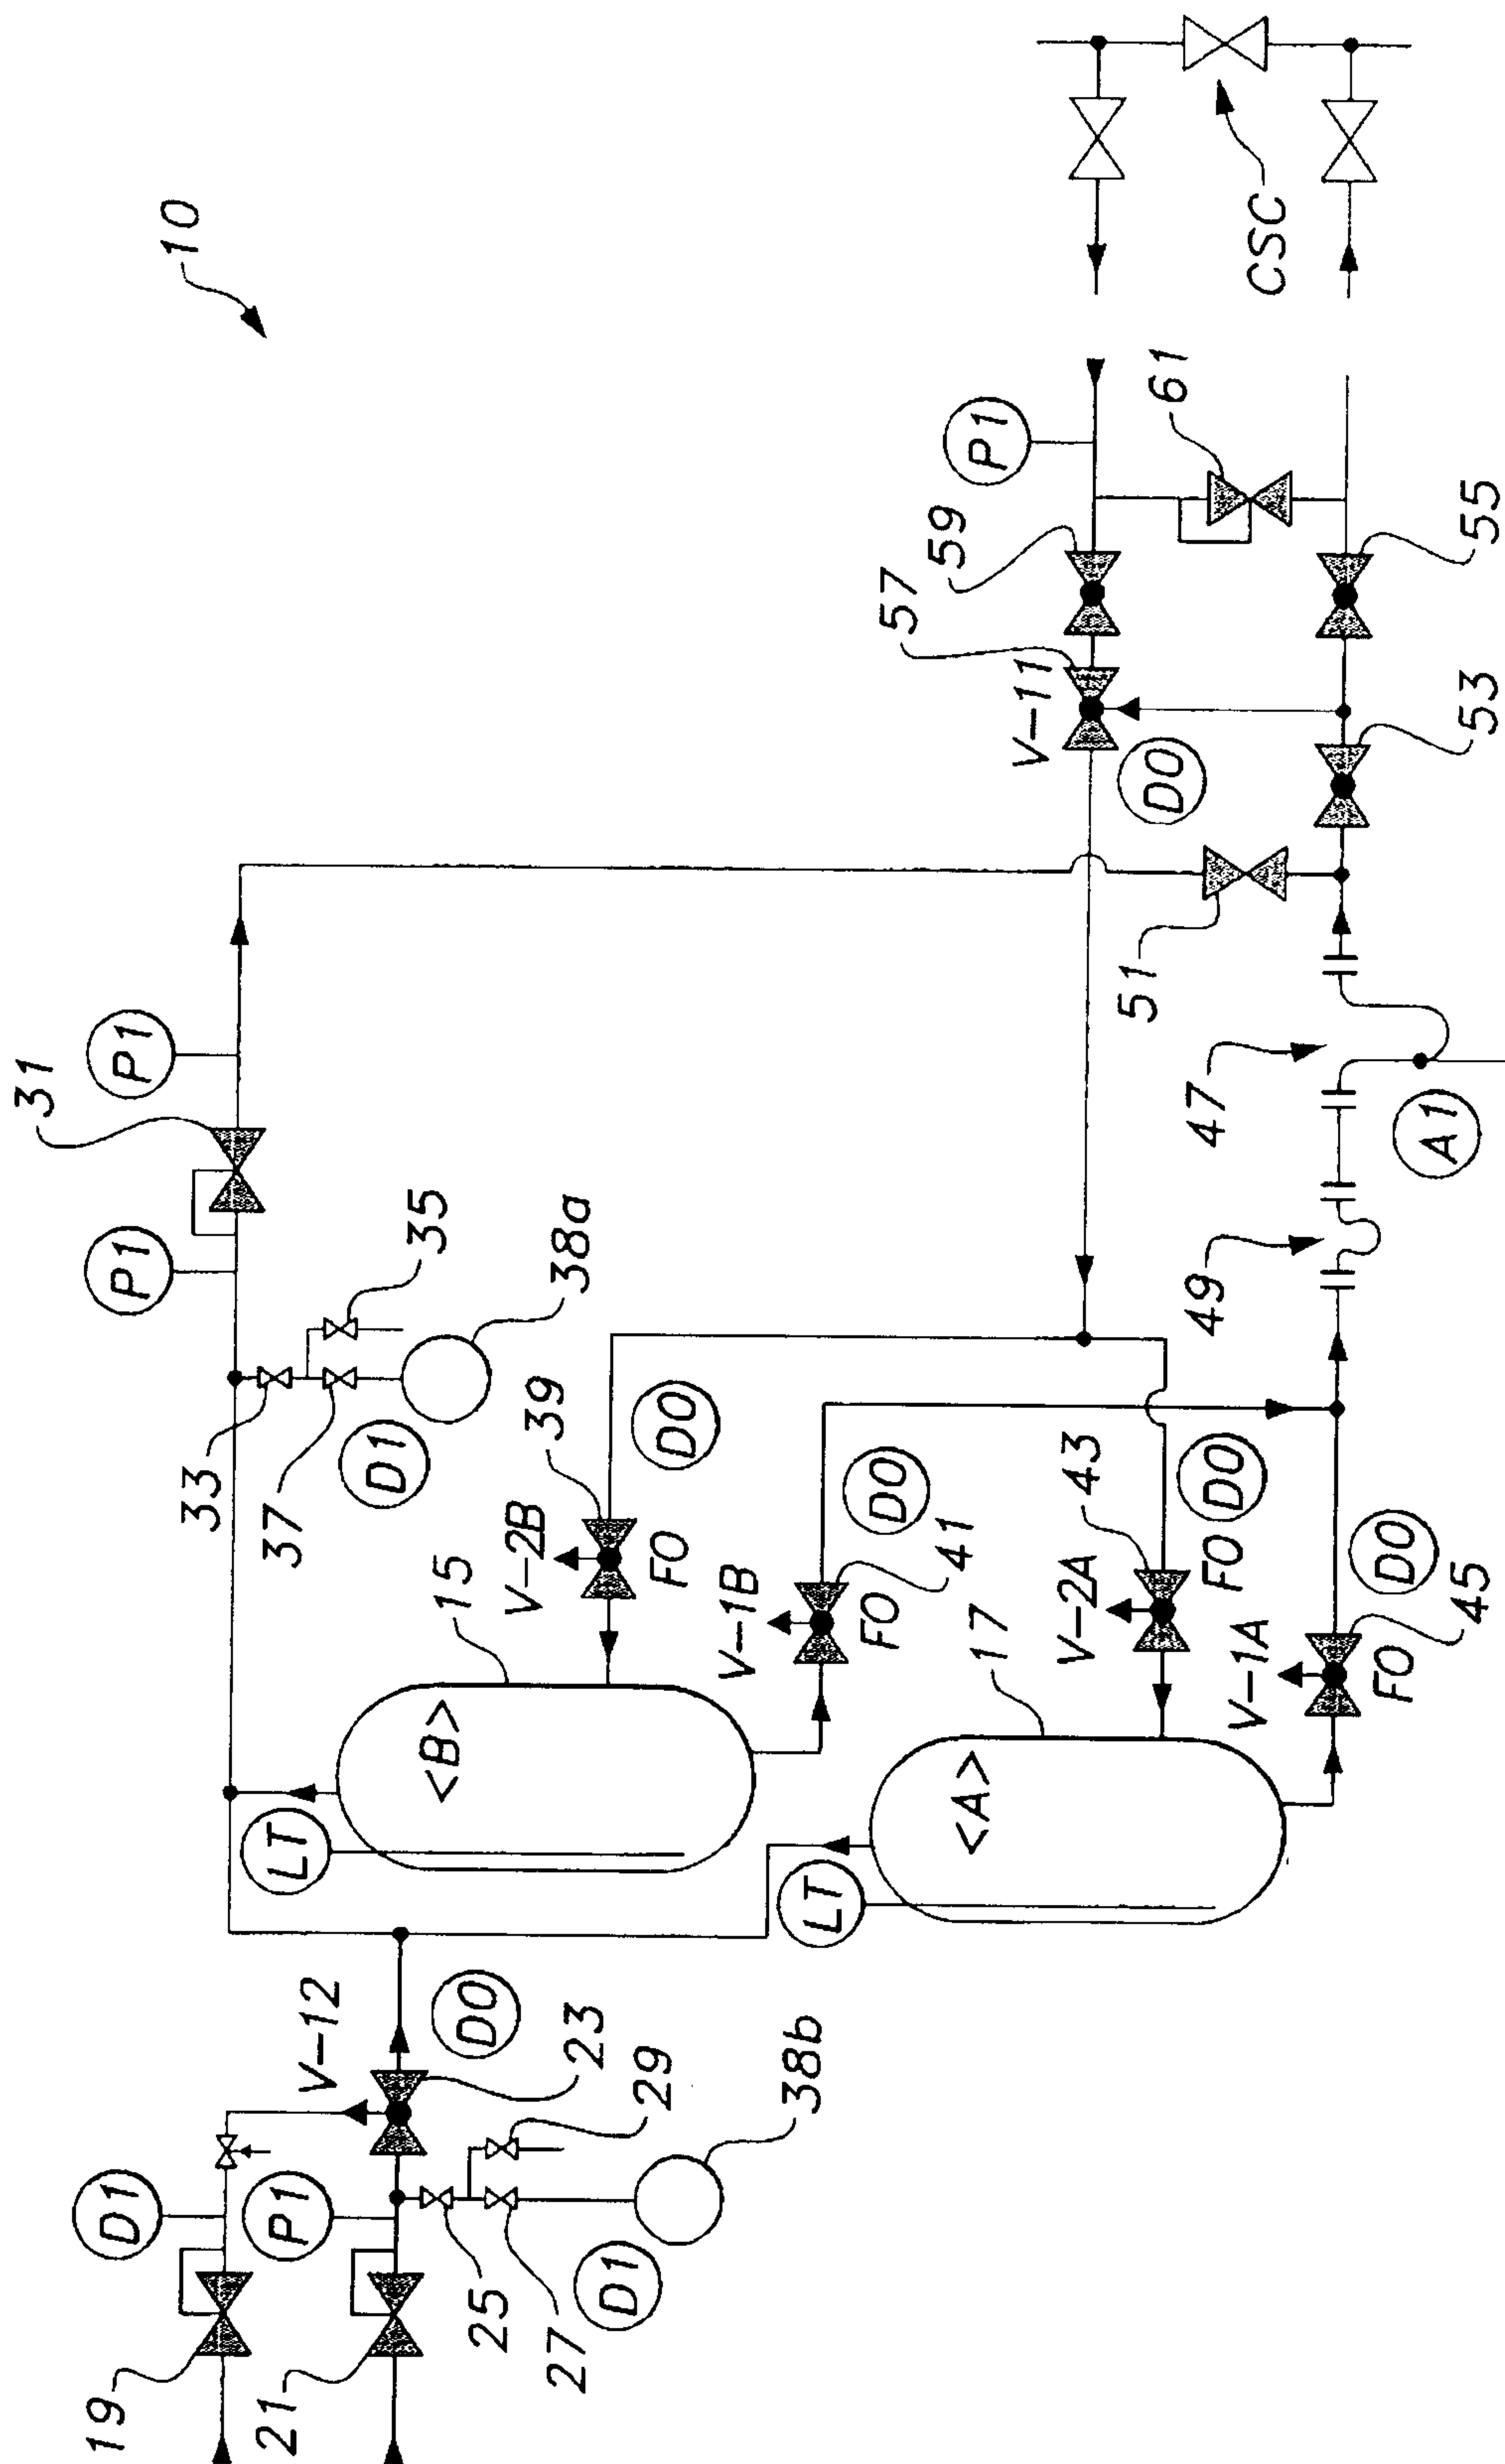 31
19
D1
P1
P1
10
33
21
P1
LT
37
V-12
D1
35
<B>
DO
15
25
V-2B
39
27
23
38a
D1
29
FO
DO
V-1B
38b
LT
FO
DO
57
59
41
<A>
P1
17
V-11
V-2A
43
51
DO
61
49
47
FO
DO
V-1A
CSC
FO
DO
A1
45
53
55